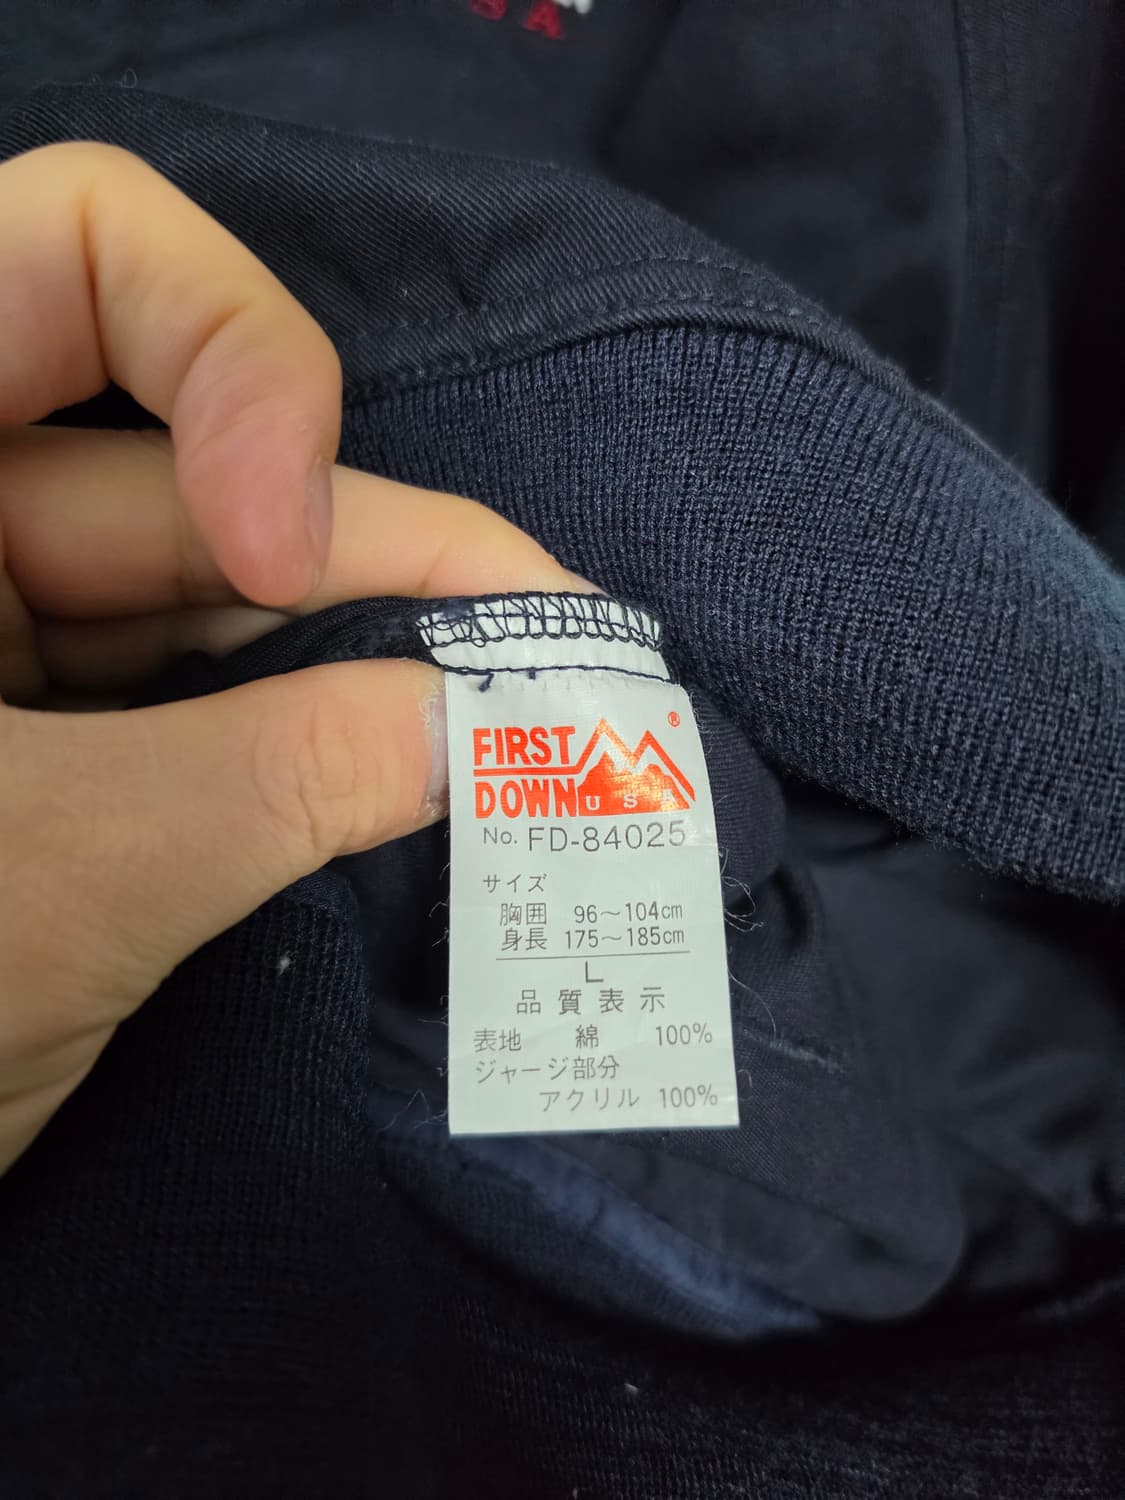 SA
FIRST
DOWN USA ®
No. FD-84025
サイズ
胸囲 96～104cm
身長 175～185cm
L
品質表示
表地 綿 100%
ジャージ部分
アクリル 100%